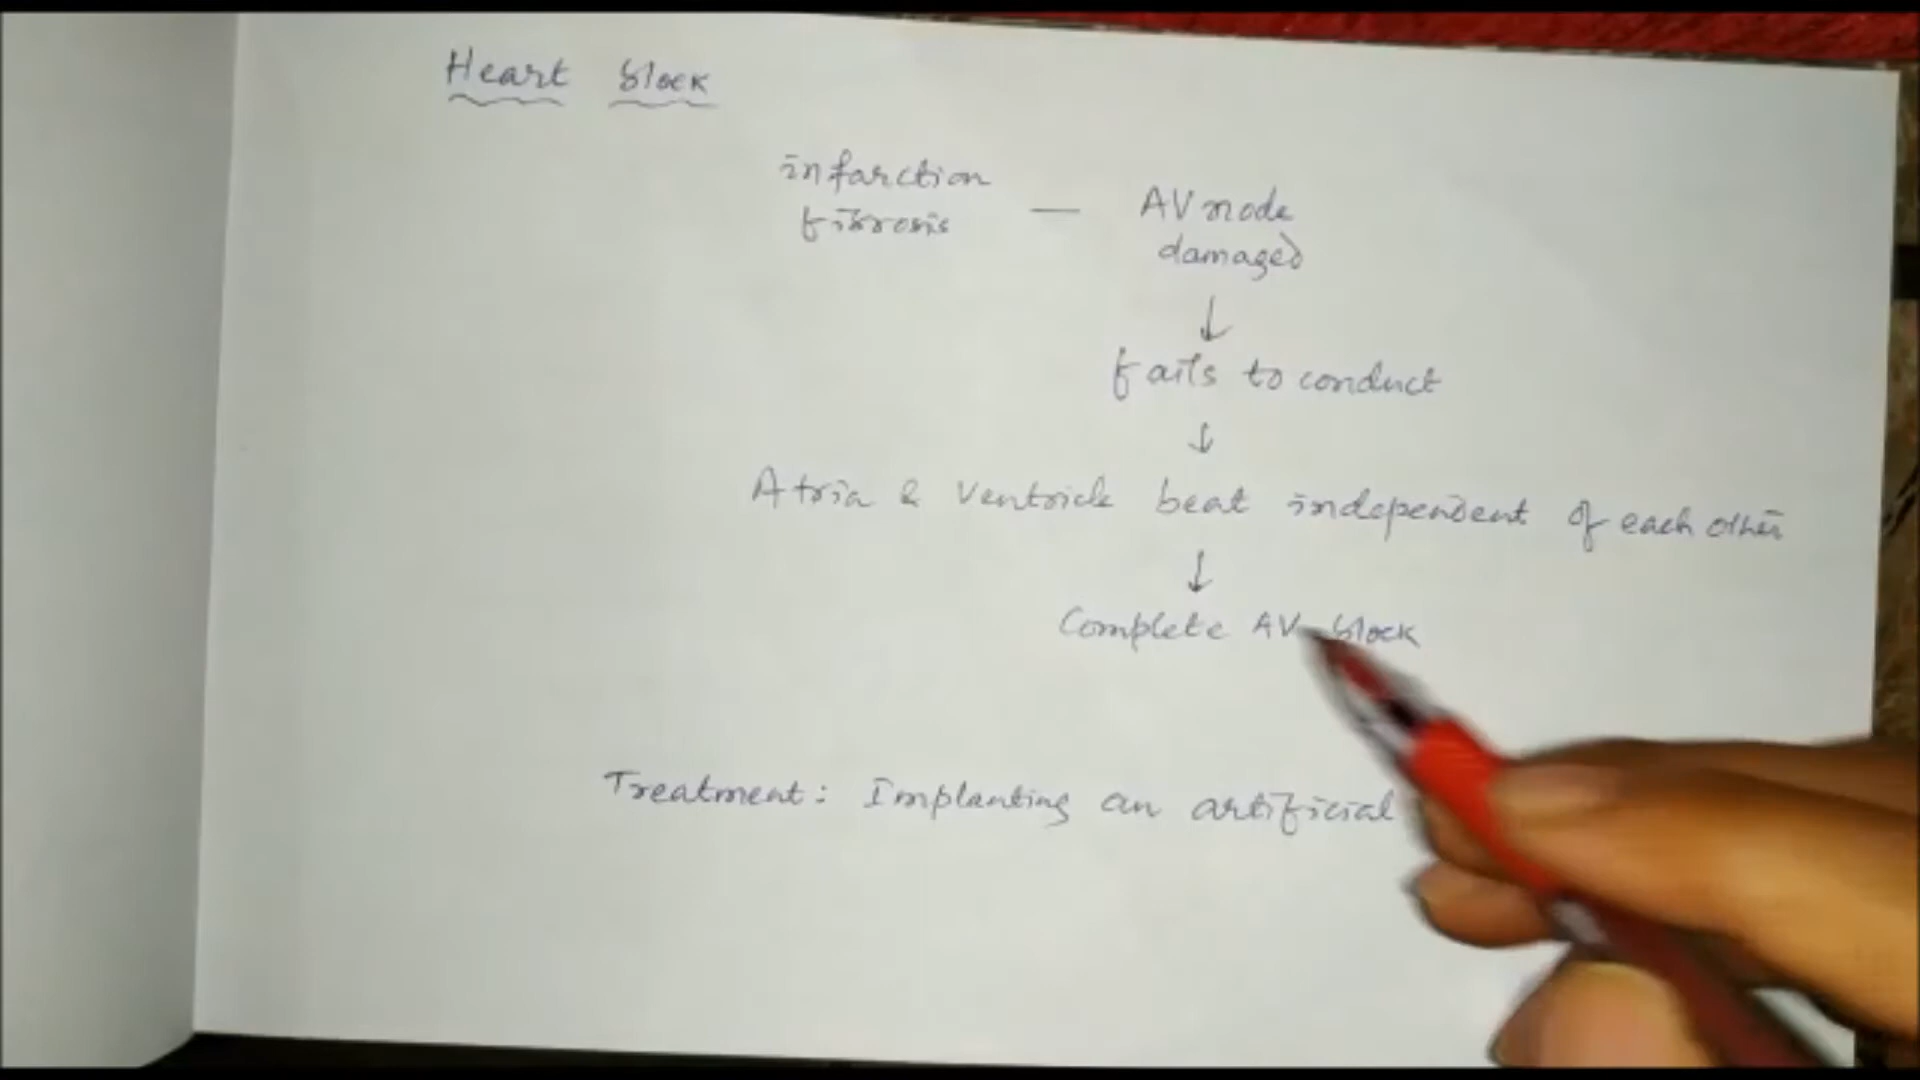 Heart block
infarction
fibrosis — AV node
damaged
↓
fails to conduct
↓
Atria & Ventricle beat independent of each other
↓
Complete AV block
Treatment: Implanting an artificial